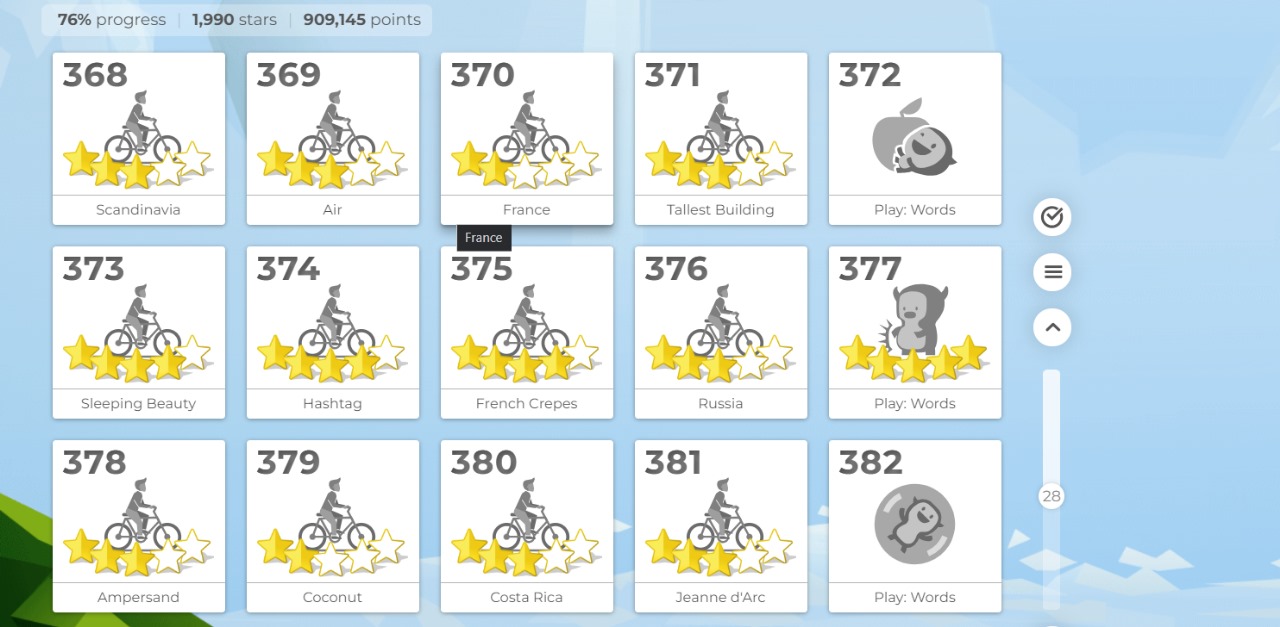 76% progress | 1,990 stars | 909,145 points
368 369 370 371 372
Scandinavia Air France Tallest Building Play: Words
France
373 374 375 376 377
Sleeping Beauty Hashtag French Crepes Russia Play: Words
378 379 380 381 382
28
Ampersand Coconut Costa Rica Jeanne d'Arc Play: Words